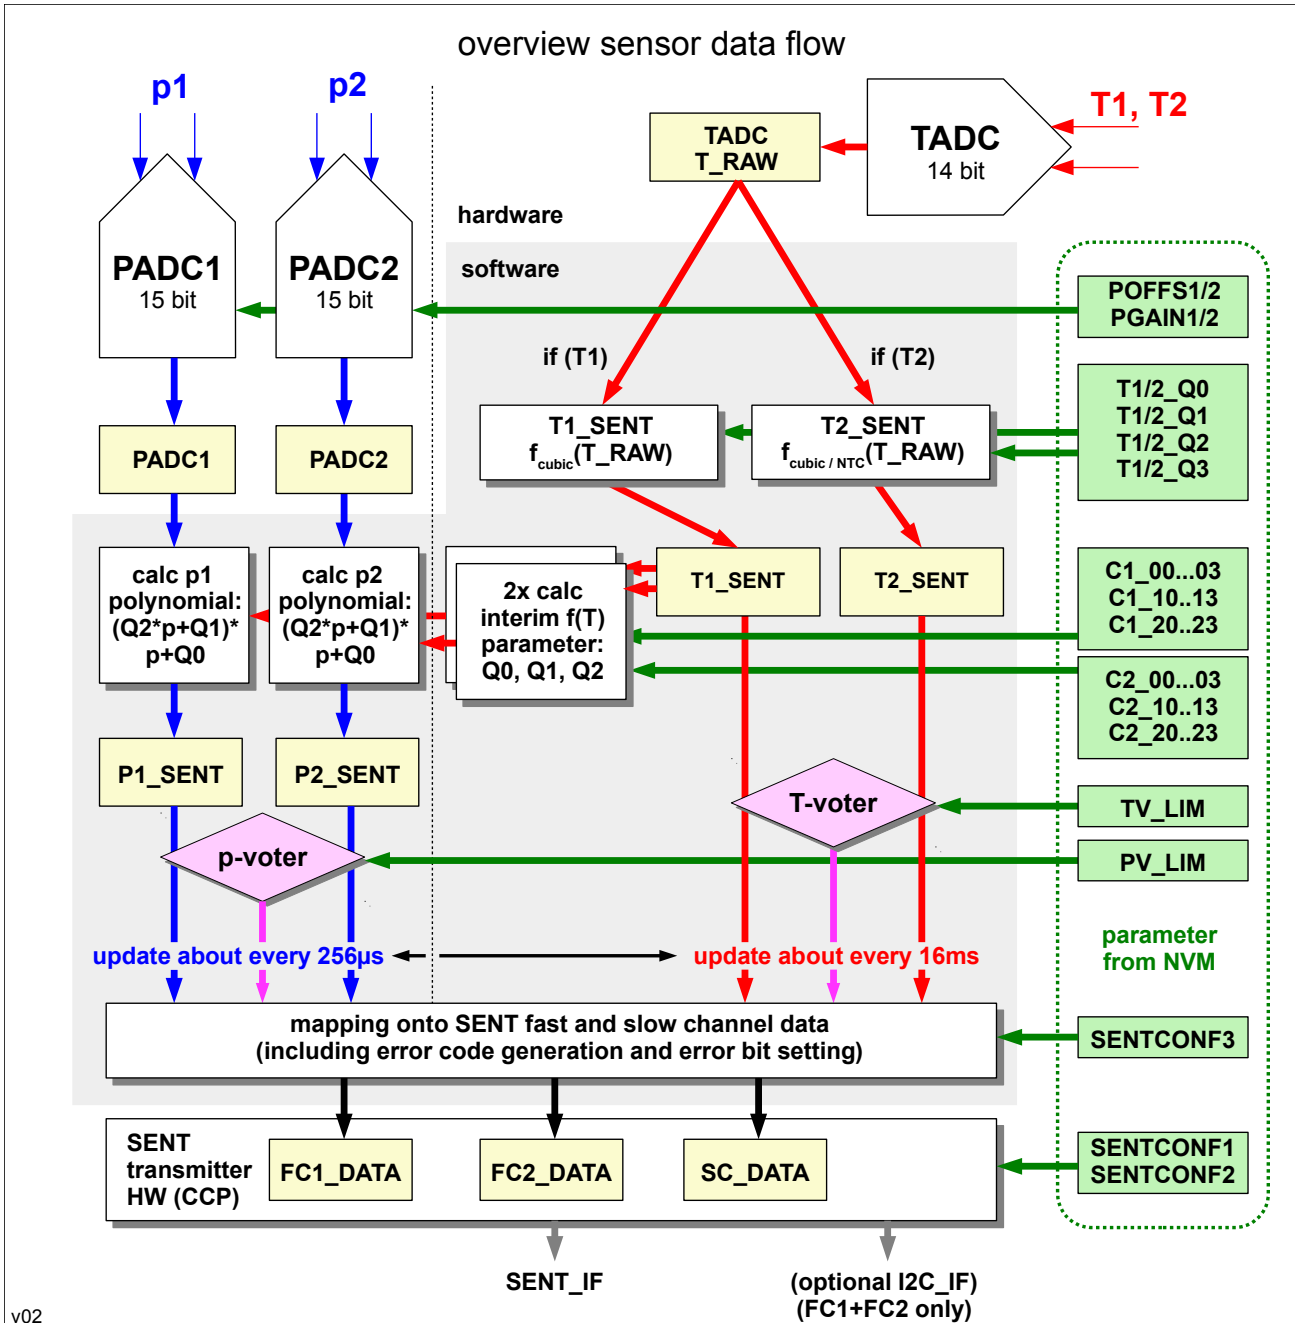 overview sensor data flow
p1
p2
T1, T2
TADC
T_RAW
TADC
14 bit
hardware
software
PADC1
15 bit
PADC2
15 bit
POFFS1/2
PGAIN1/2
if (T1)
if (T2)
T1_SENT
fcubic(T_RAW)
T2_SENT
fcubic / NTC(T_RAW)
T1/2_Q0
T1/2_Q1
T1/2_Q2
T1/2_Q3
PADC1
PADC2
calc p1
polynomial:
(Q2*p+Q1)*
p+Q0
calc p2
polynomial:
(Q2*p+Q1)*
p+Q0
2x calc
interim f(T)
parameter:
Q0, Q1, Q2
T1_SENT
T2_SENT
C1_00...03
C1_10..13
C1_20..23
C2_00...03
C2_10..13
C2_20..23
P1_SENT
P2_SENT
T-voter
TV_LIM
p-voter
PV_LIM
update about every 256µs
update about every 16ms
parameter
from NVM
mapping onto SENT fast and slow channel data
(including error code generation and error bit setting)
SENTCONF3
SENT
transmitter
HW (CCP)
FC1_DATA
FC2_DATA
SC_DATA
SENTCONF1
SENTCONF2
SENT_IF
(optional I2C_IF)
(FC1+FC2 only)
v02